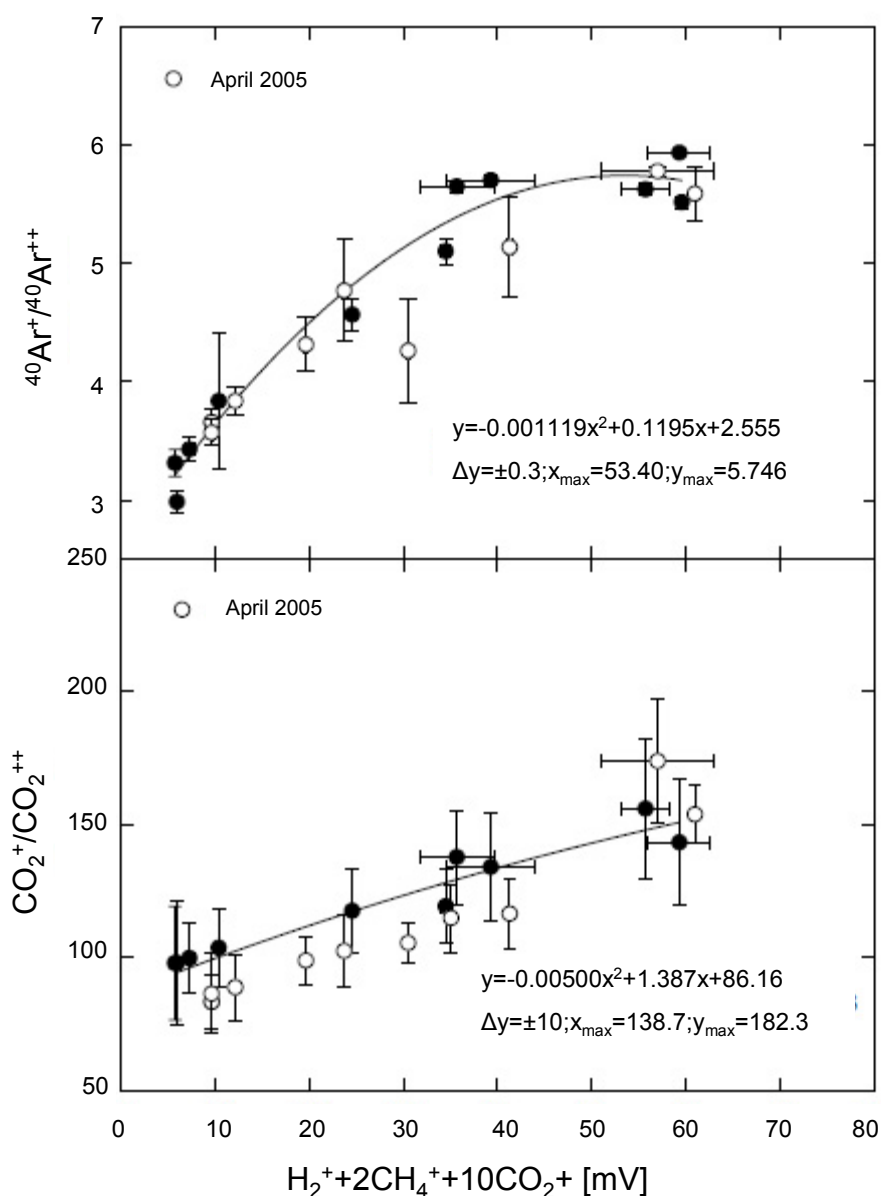 7
April 2005
6
5
⁴⁰Ar⁺/⁴⁰Ar⁺⁺
4
y=-0.001119x²+0.1195x+2.555
Δy=±0.3;xₘₐₓ=53.40;yₘₐₓ=5.746
3
250
April 2005
200
150
CO₂⁺/CO₂⁺⁺
100
y=-0.00500x²+1.387x+86.16
Δy=±10;xₘₐₓ=138.7;yₘₐₓ=182.3
50
0 10 20 30 40 50 60 70 80
H₂⁺+2CH₄⁺+10CO₂+ [mV]